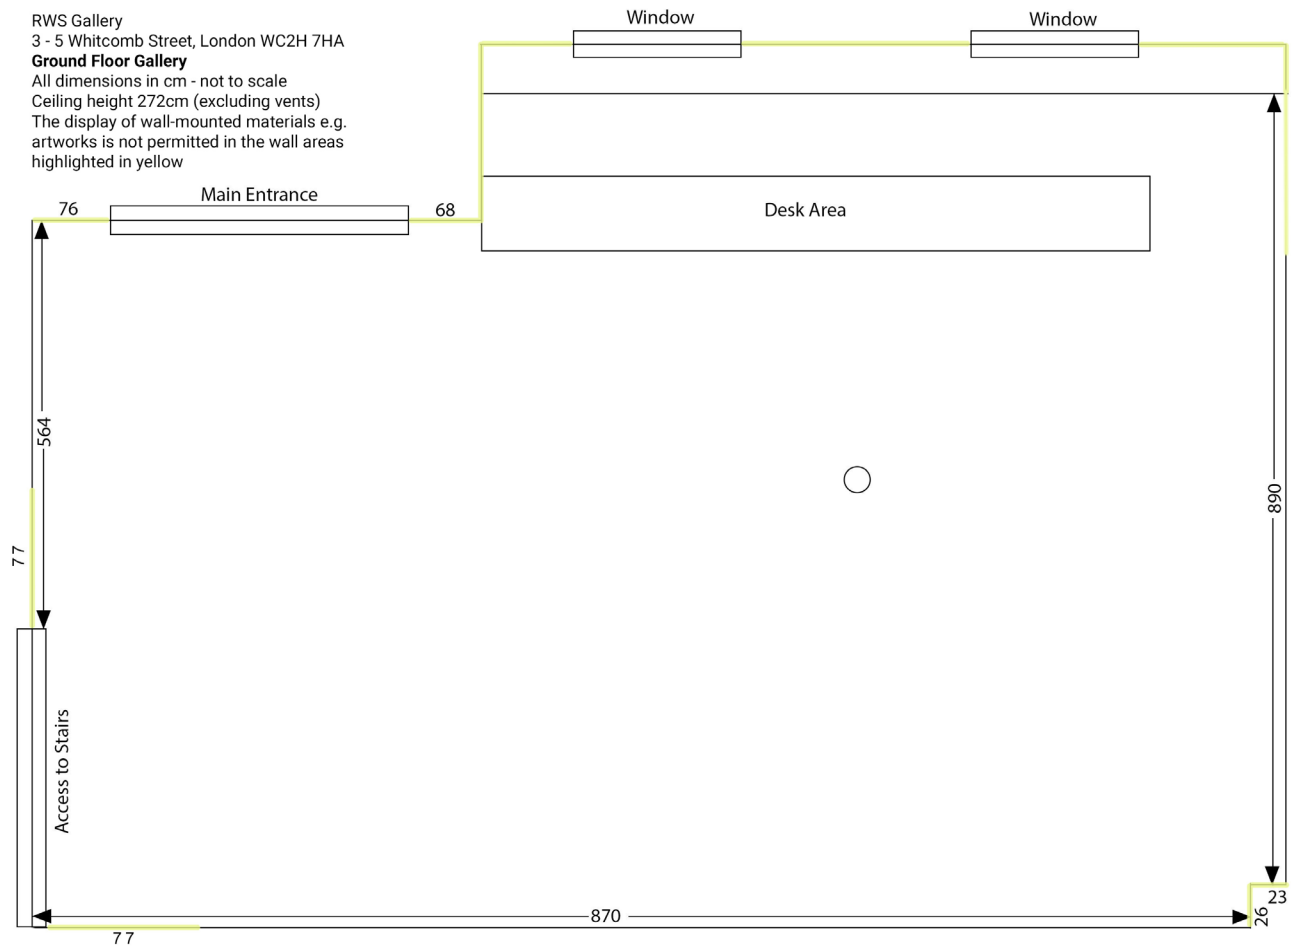 RWS Gallery
3 - 5 Whitcomb Street, London WC2H 7HA
Ground Floor Gallery
All dimensions in cm - not to scale
Ceiling height 272cm (excluding vents)
The display of wall-mounted materials e.g.
artworks is not permitted in the wall areas
highlighted in yellow
Window
Window
Main Entrance
76
68
Desk Area
564
890
77
Access to Stairs
870
23
26
77